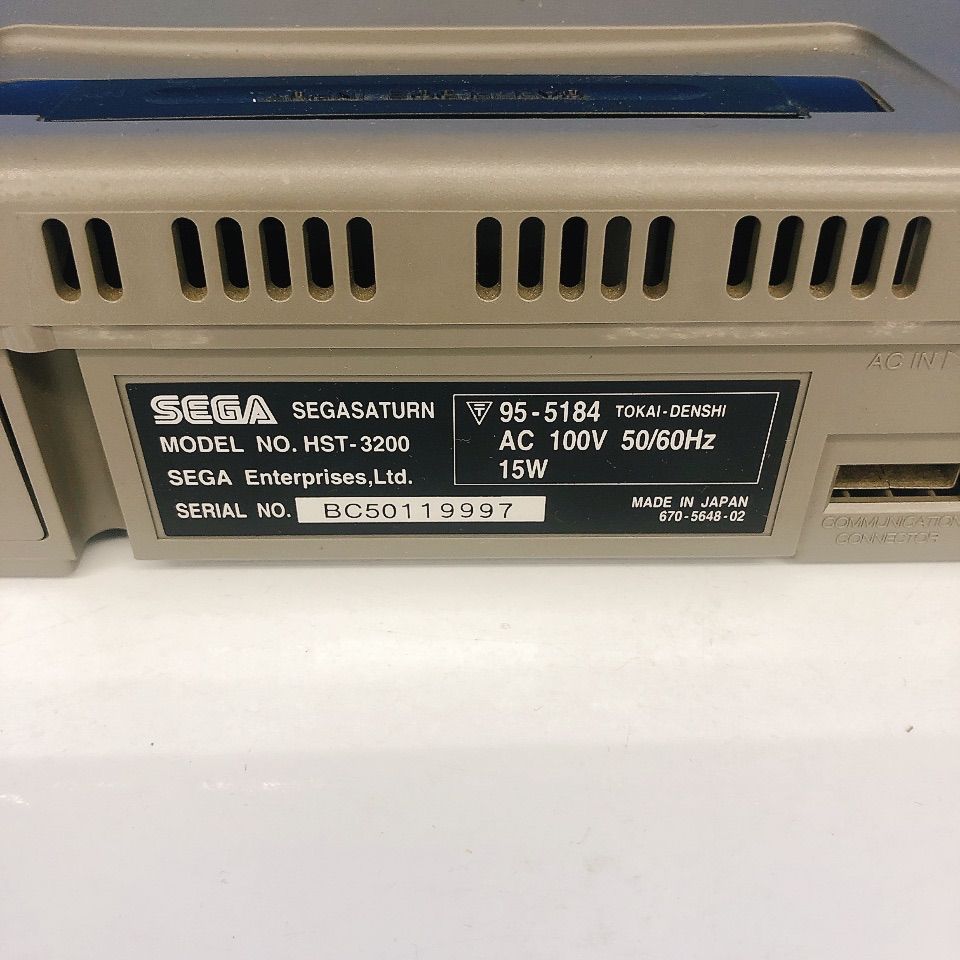 AC IN
SEGA SEGASATURN
MODEL NO. HST-3200
SEGA Enterprises,Ltd.
SERIAL NO. BC50119997
T 95-5184 TOKAI-DENSHI
AC 100V 50/60Hz
15W
MADE IN JAPAN
670-5648-02
COMMUNICATION
CONNECTOR